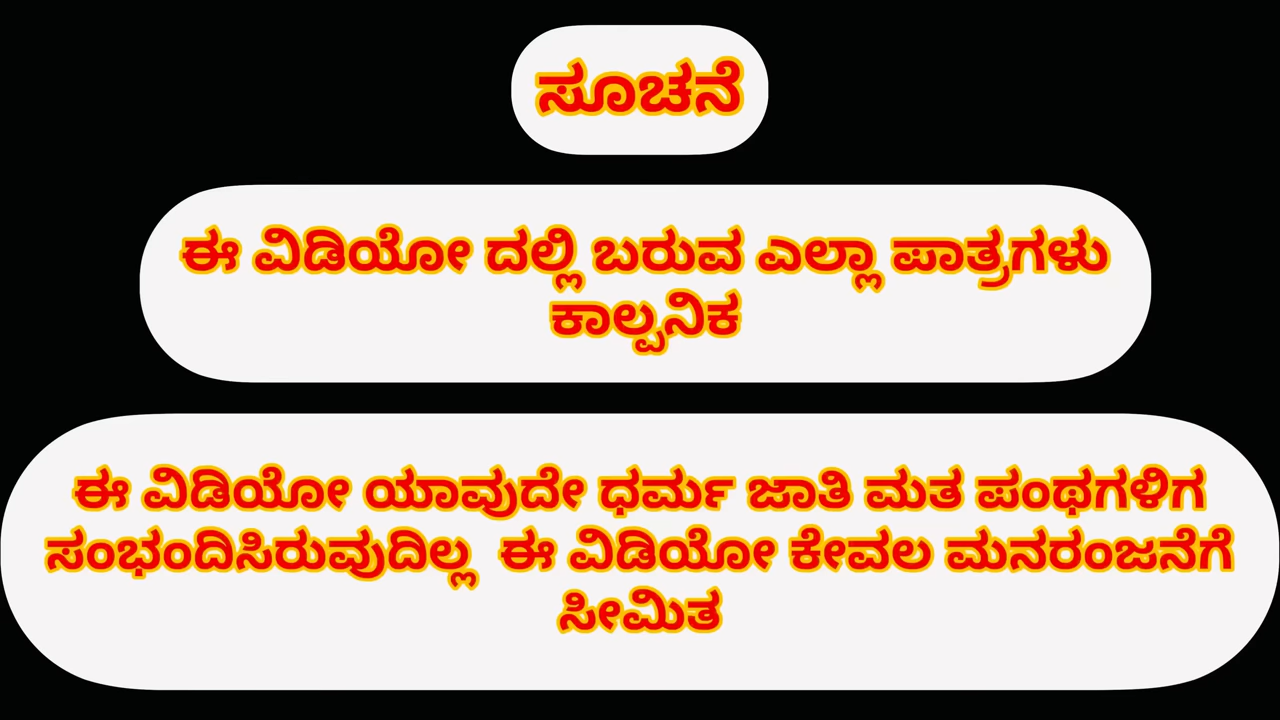 ಸೂಚನೆ
ಈ ವಿಡಿಯೋ ದಲ್ಲಿ ಬರುವ ಎಲ್ಲಾ ಪಾತ್ರಗಳು
ಕಾಲ್ಪನಿಕ
ಈ ವಿಡಿಯೋ ಯಾವುದೇ ಧರ್ಮ ಜಾತಿ ಮತ ಪಂಥಗಳಿಗ
ಸಂಭಂದಿಸಿರುವುದಿಲ್ಲ ಈ ವಿಡಿಯೋ ಕೇವಲ ಮನರಂಜನೆಗೆ
ಸೀಮಿತ